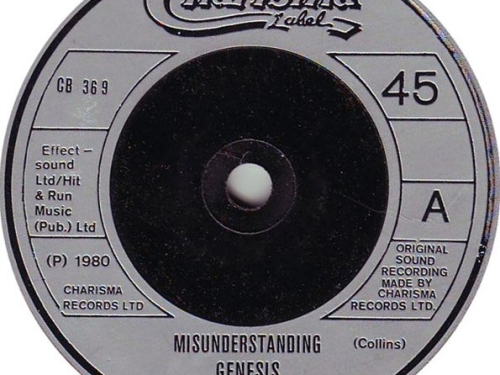 Charisma
Label
CB 369
45
Effect-
sound
Ltd/Hit
& Run
Music
(Pub.) Ltd
A
(P) 1980
CHARISMA
RECORDS LTD
ORIGINAL
SOUND
RECORDING
MADE BY
CHARISMA
RECORDS LTD.
MISUNDERSTANDING
(Collins)
GENESIS